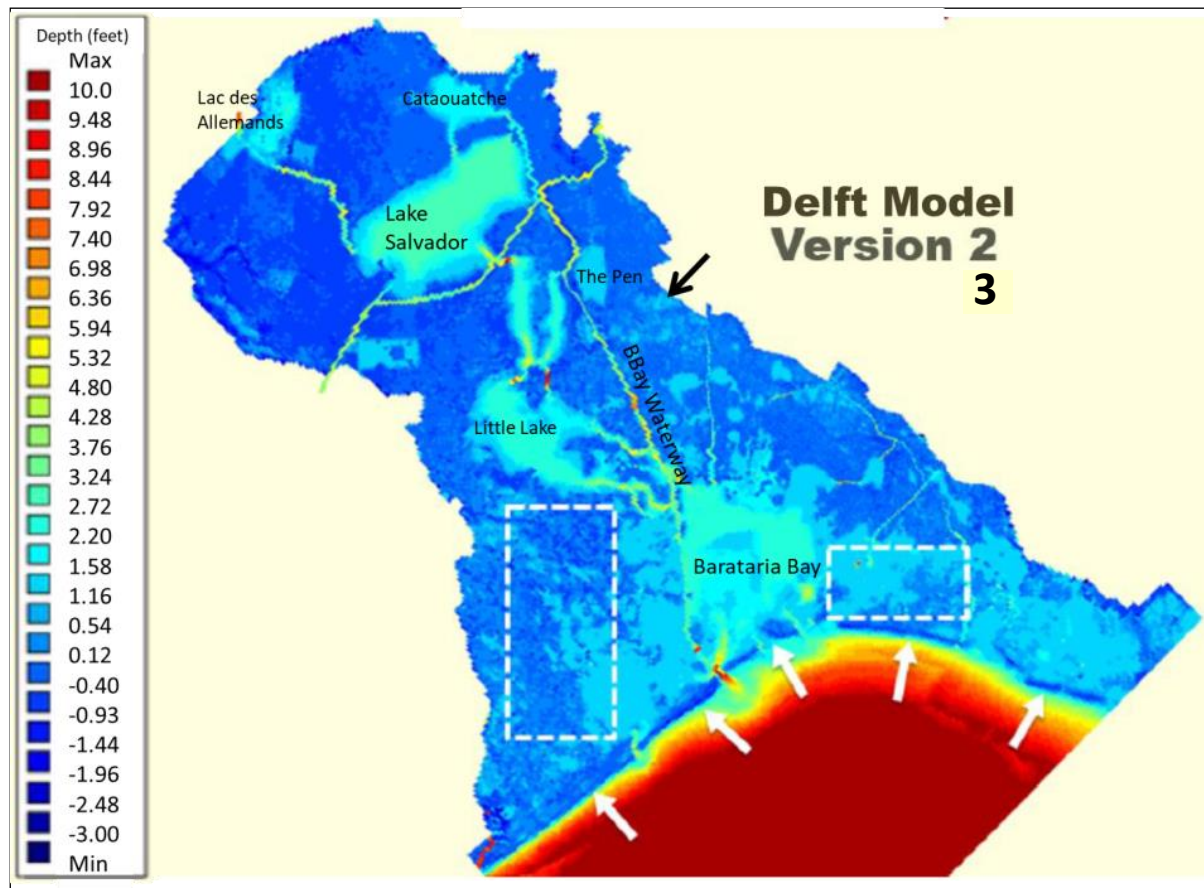 Depth (feet)
Max
10.0
9.48
8.96
8.44
7.92
7.40
6.98
6.36
5.94
5.32
4.80
4.28
3.76
3.24
2.72
2.20
1.58
1.16
0.54
0.12
-0.40
-0.93
-1.44
-1.96
-2.48
-3.00
Min
Lac des
Allemands
Cataouatche
Lake
Salvador
The Pen
BBay Waterway
Little Lake
Barataria Bay
Delft Model
Version 2
3